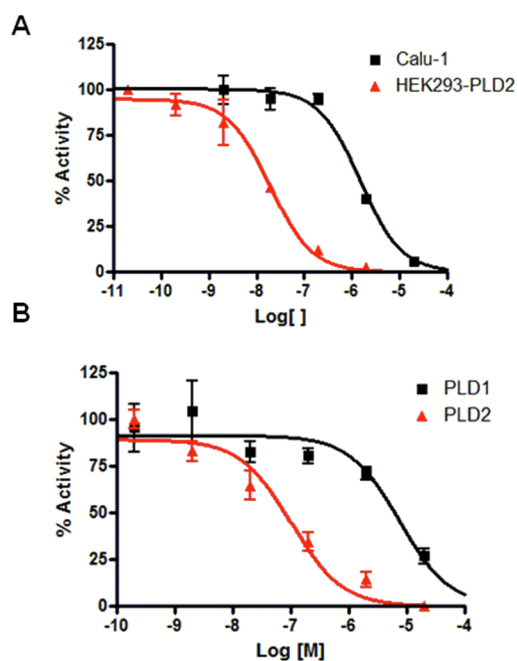 A
125
100
75
50
25
0
% Activity
-11 -10 -9 -8 -7 -6 -5 -4
Log[ ]
Calu-1
HEK293-PLD2
B
125
100
75
50
25
0
% Activity
-10 -9 -8 -7 -6 -5 -4
Log [M]
PLD1
PLD2